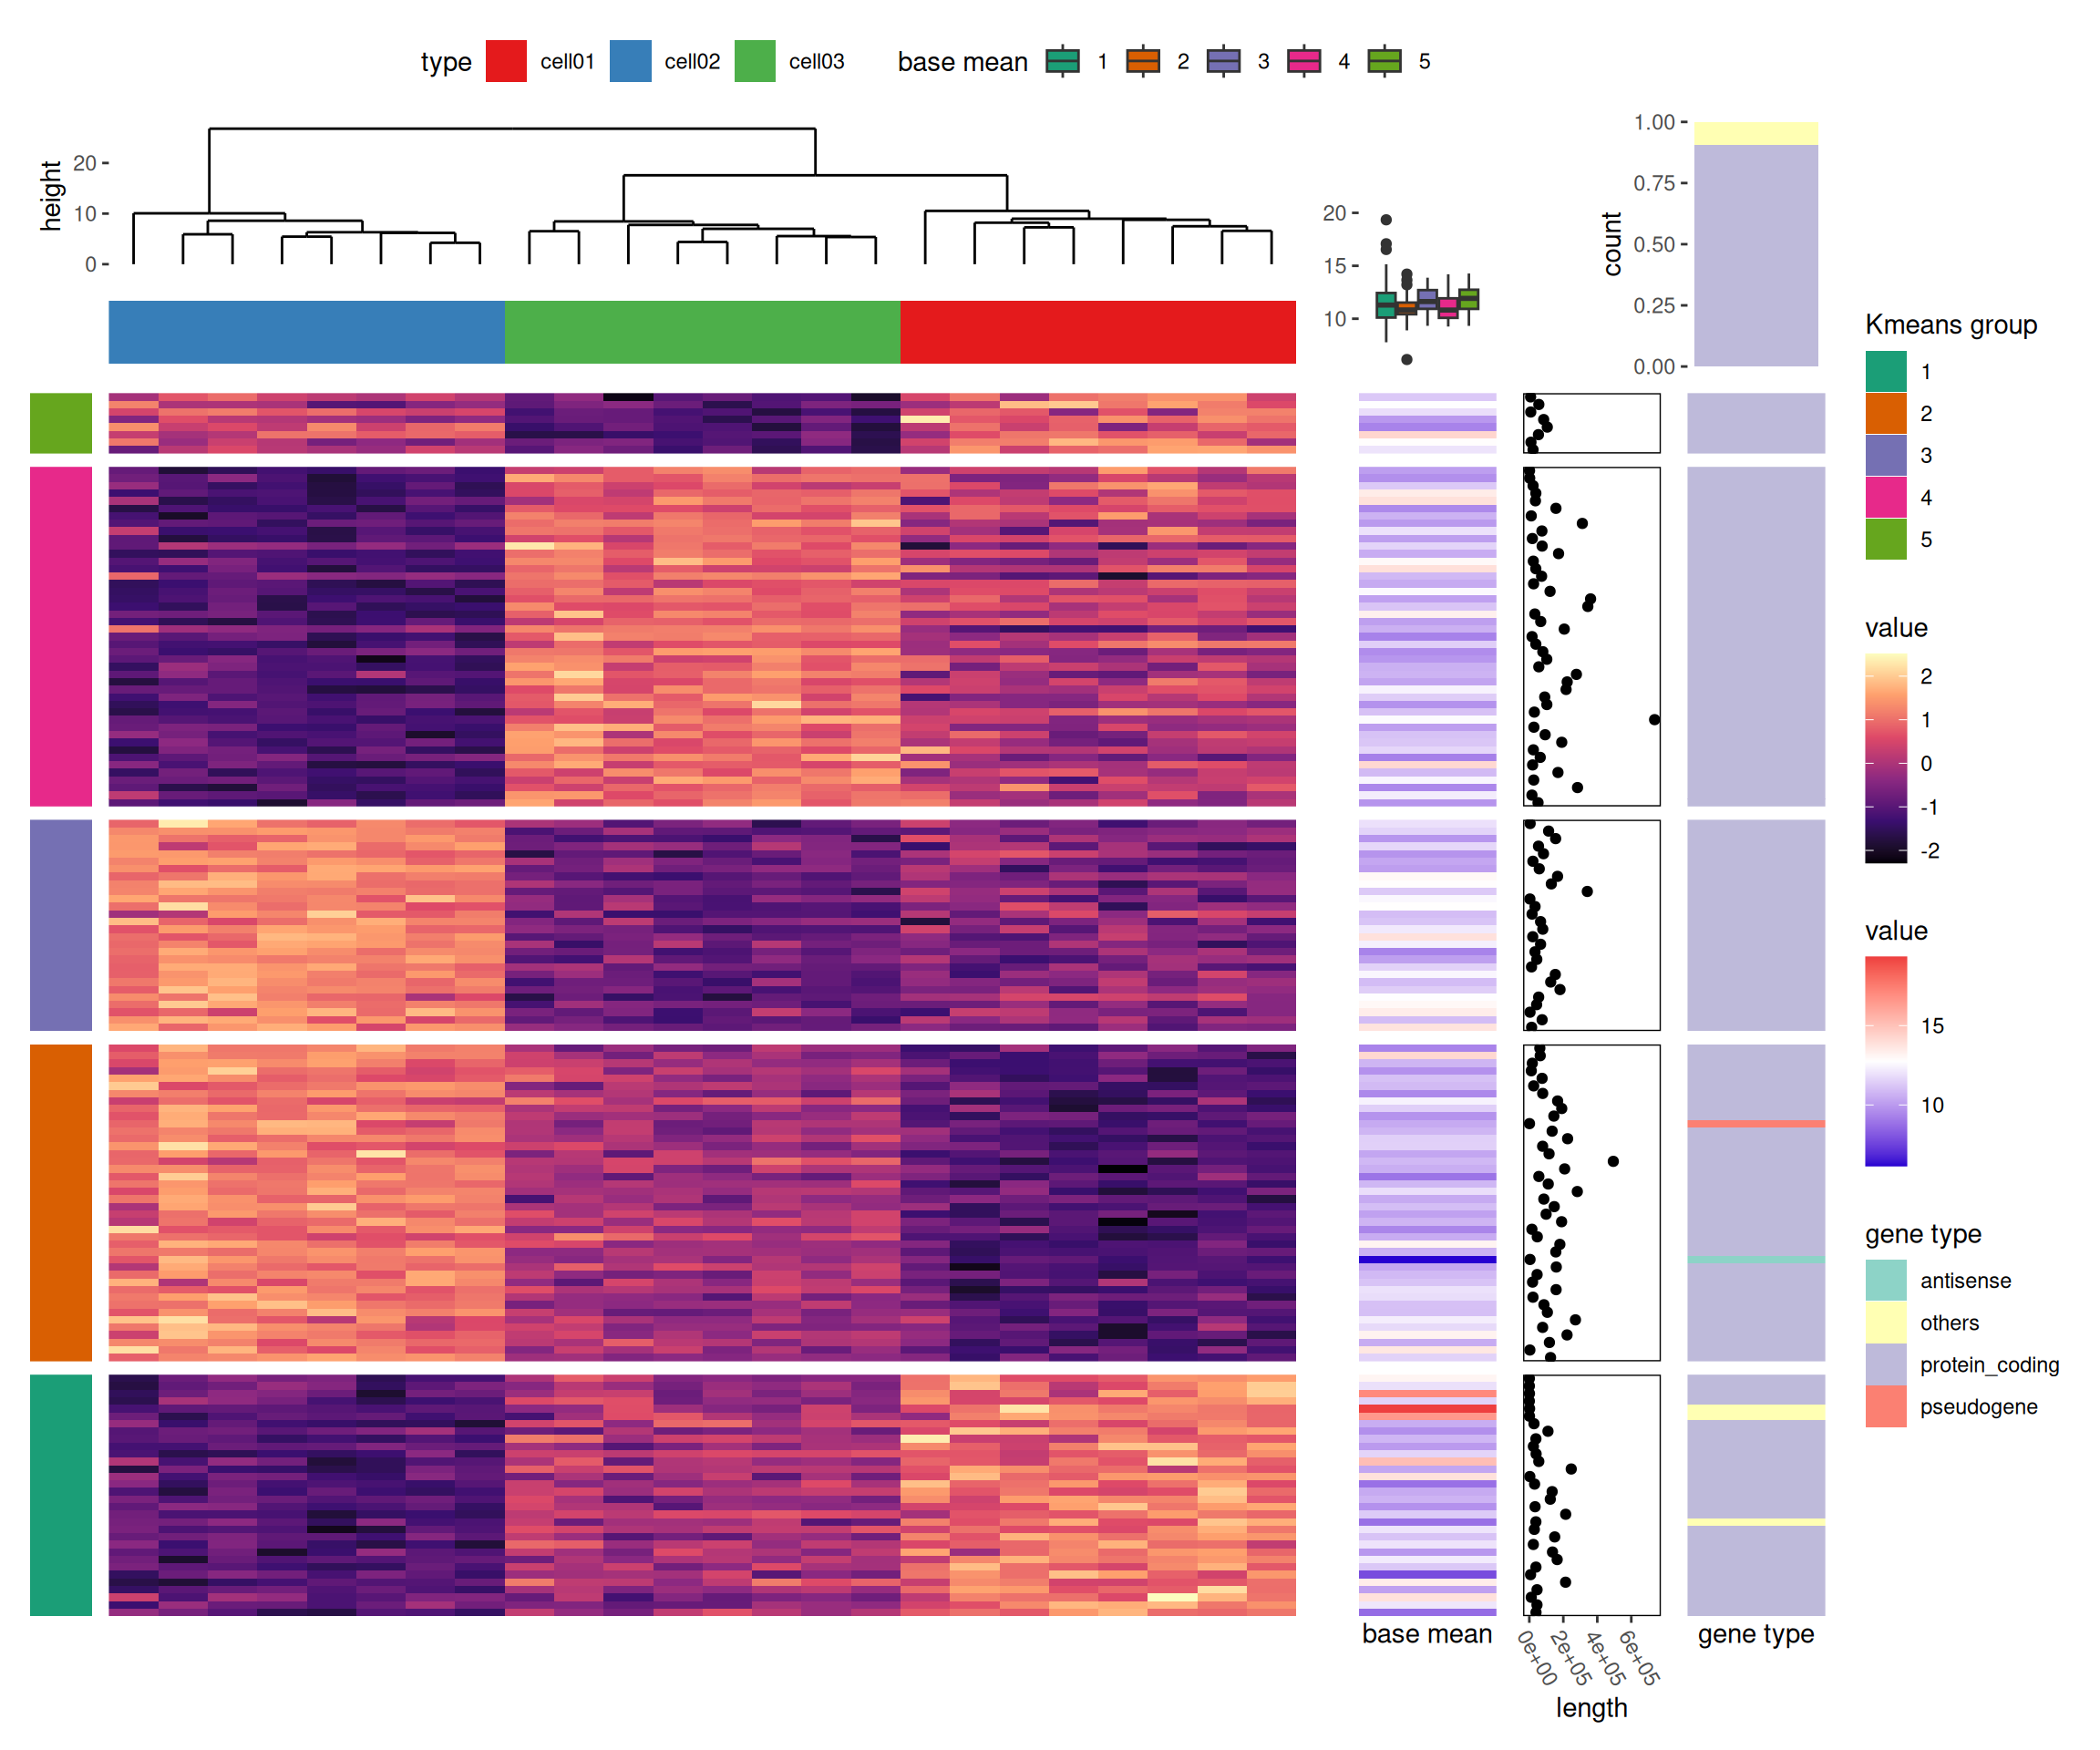 type cell01 cell02 cell03 base mean 1 2 3 4 5
height
20
10
0
20
15
10
count
1.00
0.75
0.50
0.25
0.00
Kmeans group
1
2
3
4
5
value
2
1
0
-1
-2
value
15
10
gene type
antisense
others
protein_coding
pseudogene
base mean
0e+00
2e+05
4e+05
6e+05
length
gene type